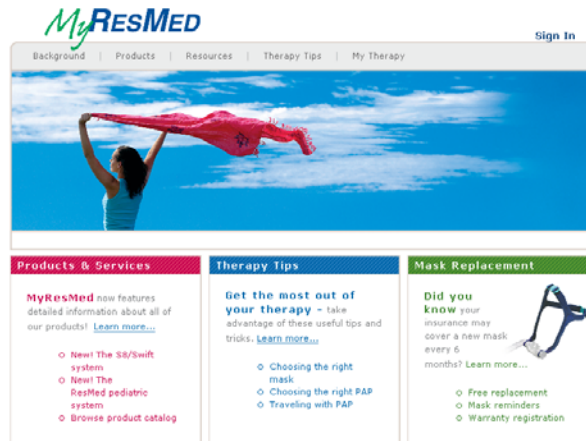 MyResMed
Sign In
Background | Products | Resources | Therapy Tips | My Therapy
Products & Services
MyResMed now features
detailed information about all of
our products! Learn more...
New! The S8/Swift
system
New! The
ResMed pediatric
system
Browse product catalog
Therapy Tips
Get the most out of
your therapy – take
advantage of these useful tips and
tricks. Learn more...
Choosing the right
mask
Choosing the right PAP
Traveling with PAP
Mask Replacement
Did you
know your
insurance may
cover a new mask
every 6
months? Learn more...
Free replacement
Mask reminders
Warranty registration